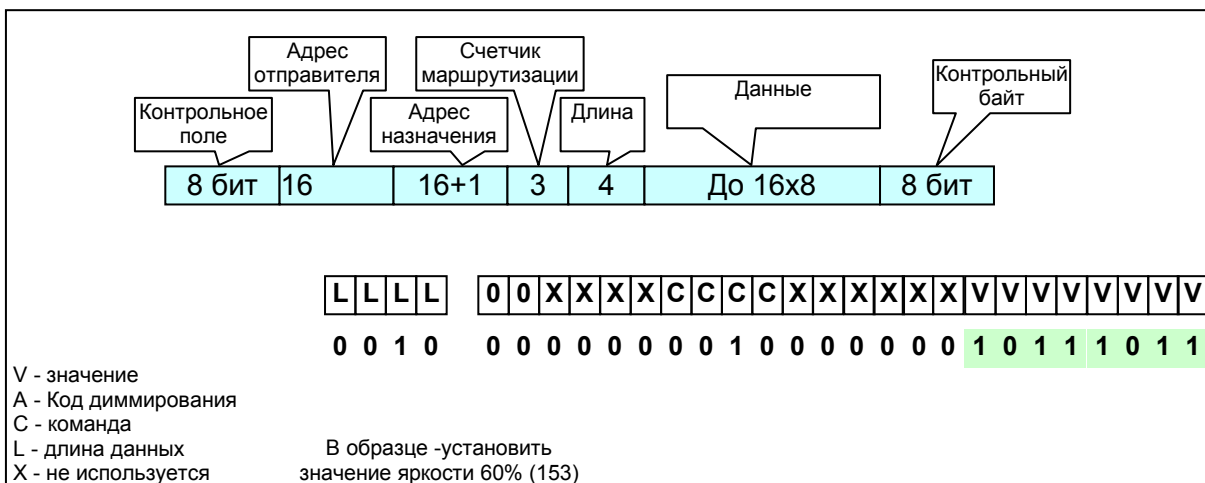 Адрес отправителя
Счетчик маршрутизации
Контрольное поле
Адрес назначения
Длина
Данные
Контрольный байт
8 бит 16 16+1 3 4 До 16x8 8 бит
L L L L 0 0 X X X X C C C C X X X X X X V V V V V V V V
0 0 1 0 0 0 0 0 0 0 0 0 1 0 0 0 0 0 0 0 1 0 1 1 1 0 1 1
V - значение
A - Код диммирования
C - команда
L - длина данных
X - не используется
В образце -установить
значение яркости 60% (153)